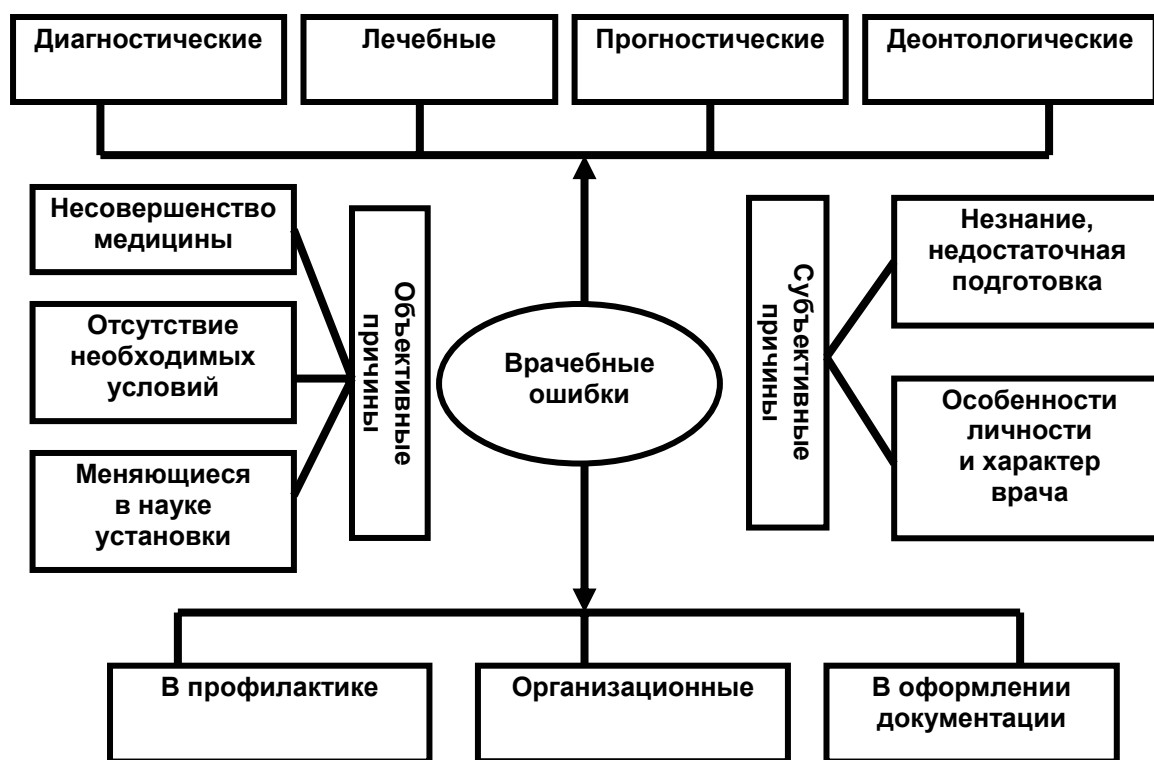 Диагностические
Лечебные
Прогностические
Деонтологические
Несовершенство
медицины
Отсутствие
необходимых
условий
Меняющиеся
в науке
установки
Объективные
причины
Врачебные
ошибки
Субъективные
причины
Незнание,
недостаточная
подготовка
Особенности
личности
и характер
врача
В профилактике
Организационные
В оформлении
документации